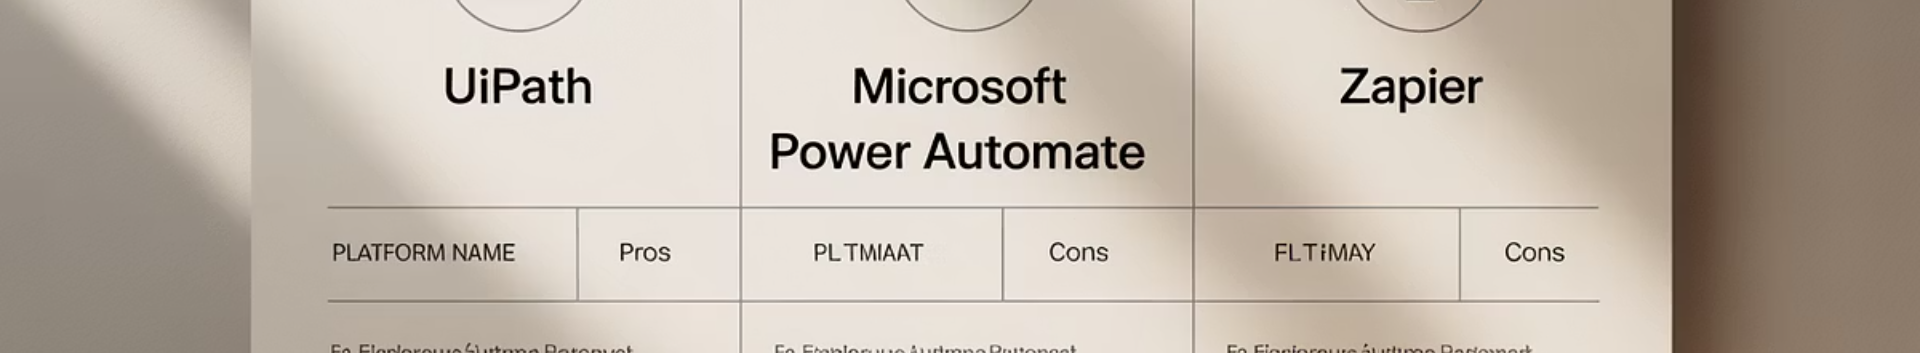 UiPath
Microsoft
Power Automate
Zapier
PLATFORM NAME Pros PLTMIAAT Cons FLTiMAY Cons